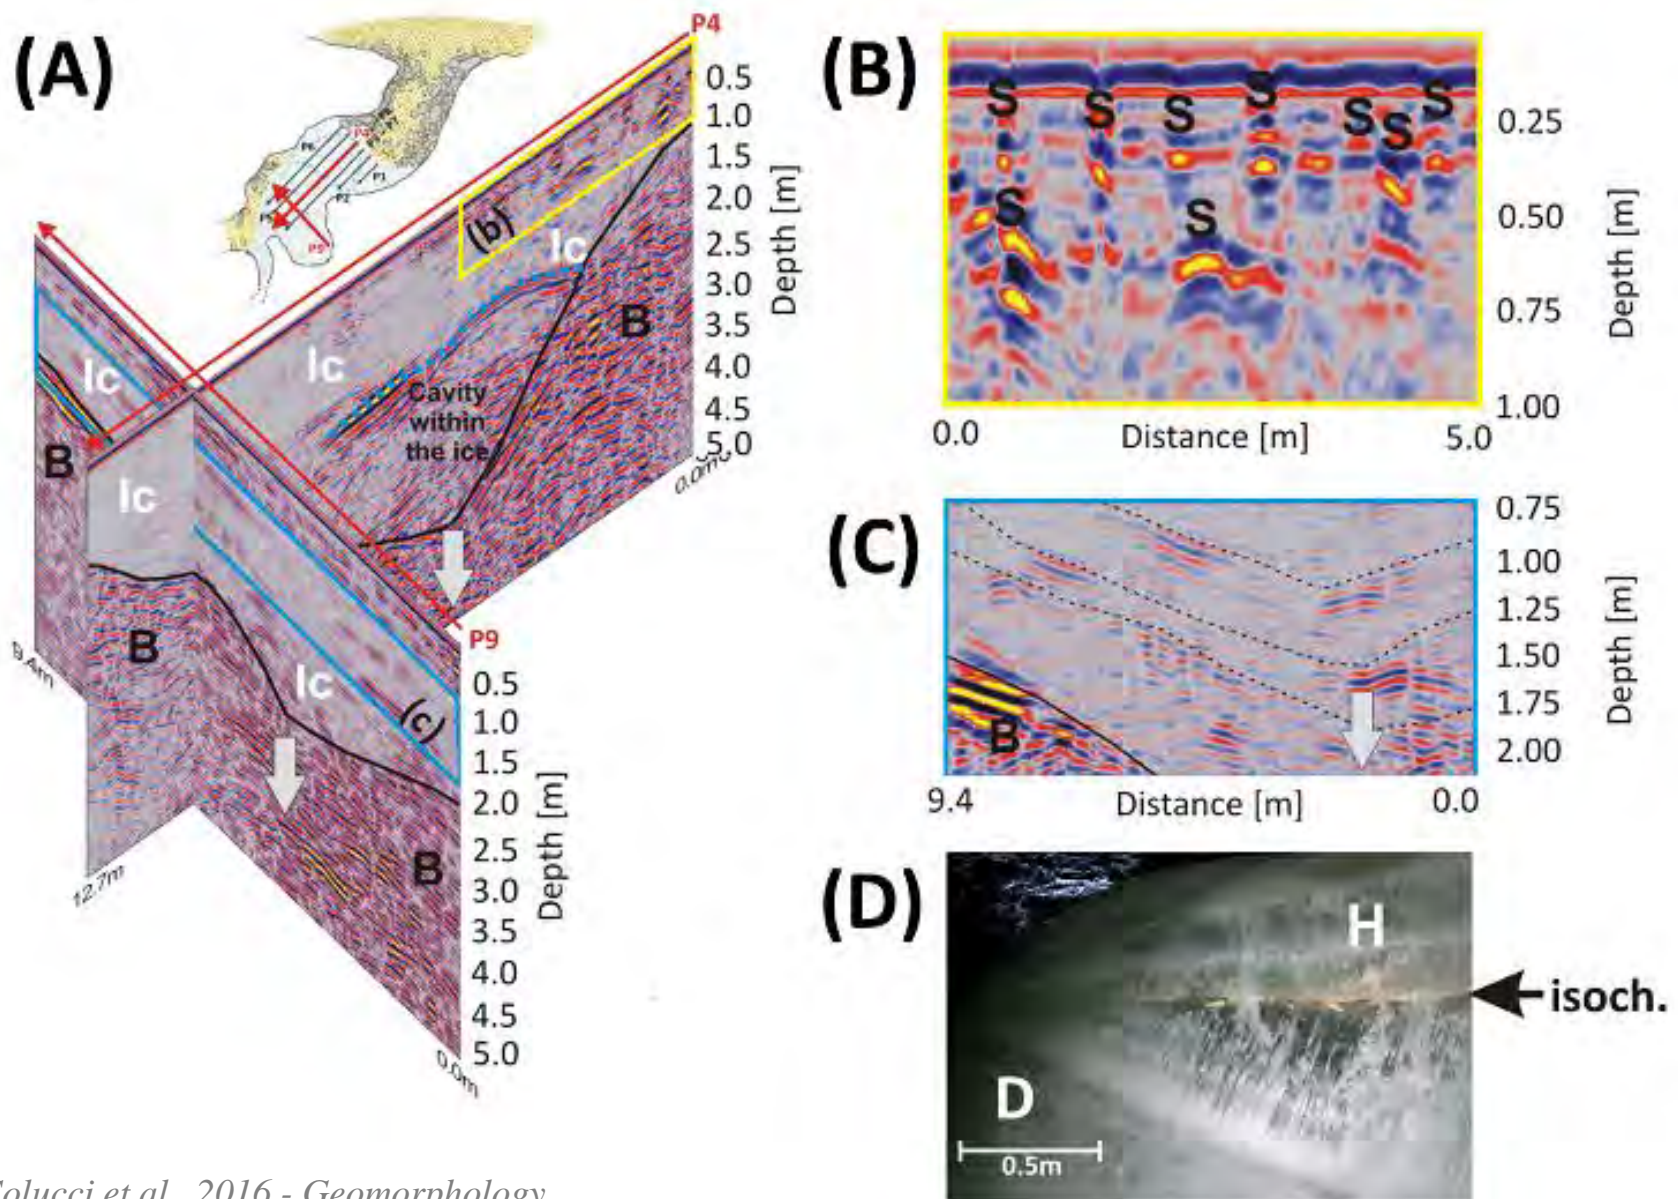 (A)
P4
0.5
1.0
1.5
2.0
2.5
3.0
3.5
4.0
4.5
5.0
Depth [m]
0.0m
P6
P4
P1
P2
P9
(b)
Ic
B
Ic
Cavity
within
the ice
Ic
B
Ic
B
9.4m
12.7m
P9
Ic
(c)
B
0.5
1.0
1.5
2.0
2.5
3.0
3.5
4.0
4.5
5.0
Depth [m]
0.0m
(B)
S S S S S S S
S S
0.25
0.50
0.75
1.00
Depth [m]
0.0 Distance [m] 5.0
(C)
B
0.75
1.00
1.25
1.50
1.75
2.00
Depth [m]
9.4 Distance [m] 0.0
(D)
H
isoch.
D
0.5m
2016 - Geomorphology